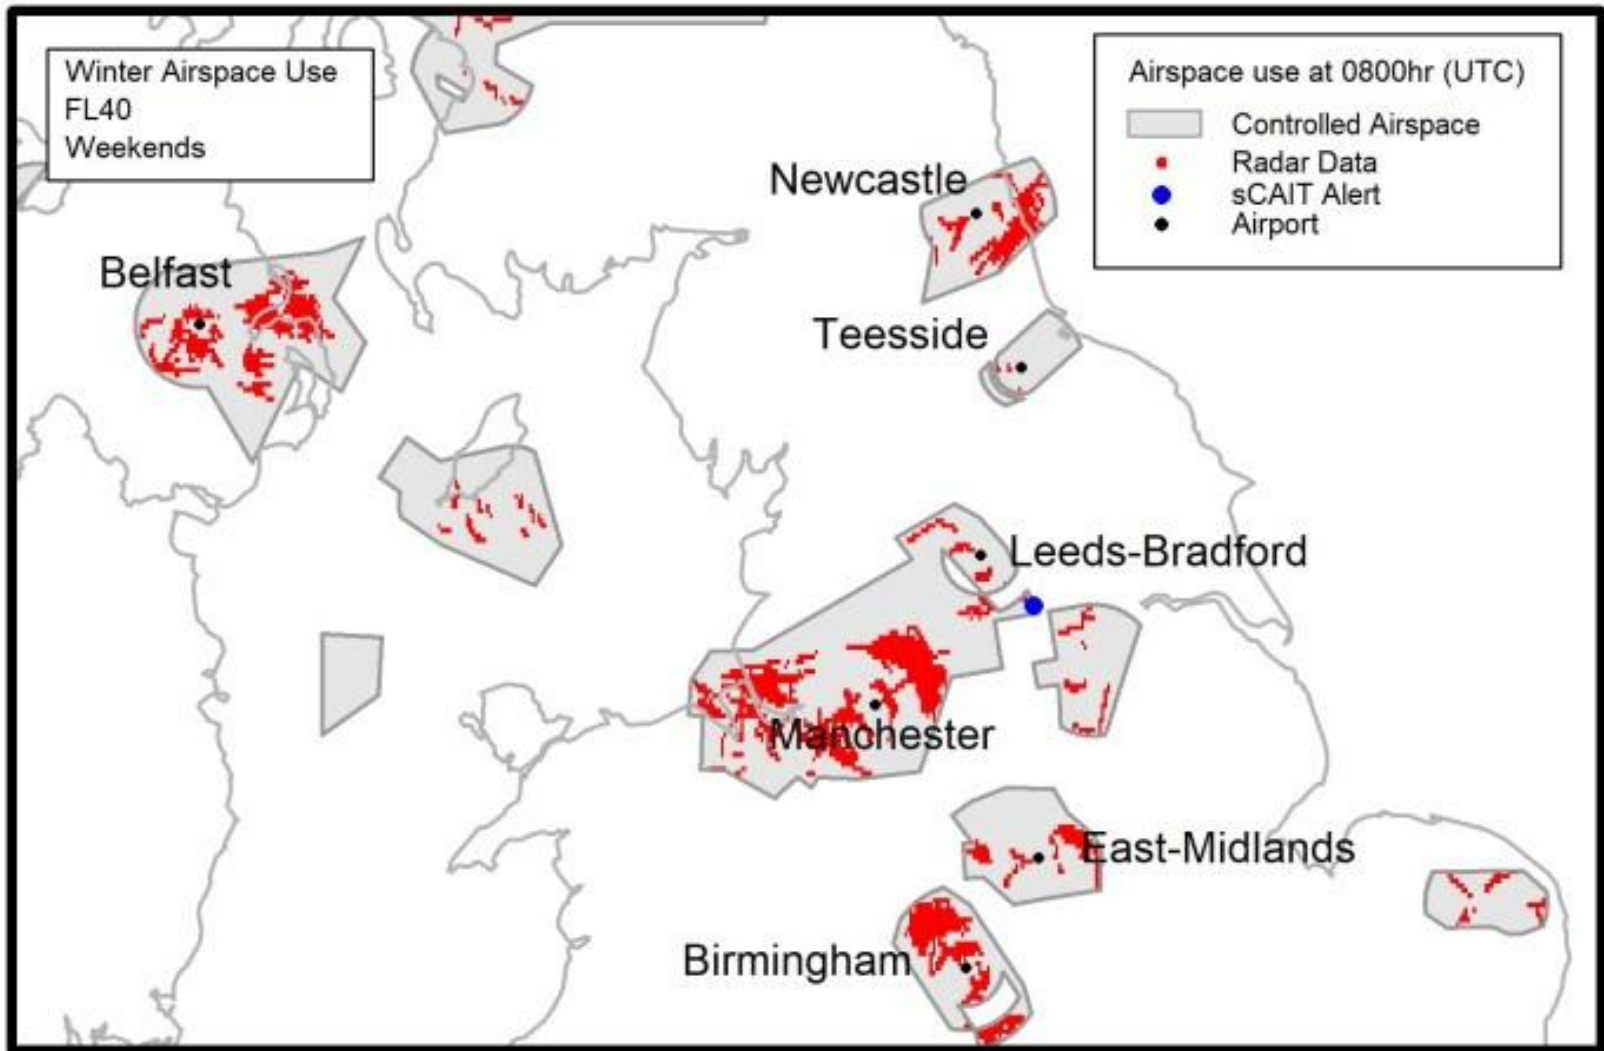 Winter Airspace Use
FL40
Weekends
Airspace use at 0800hr (UTC)
Controlled Airspace
Radar Data
sCAIT Alert
Airport
Newcastle
Belfast
Teesside
Leeds-Bradford
Manchester
East-Midlands
Birmingham